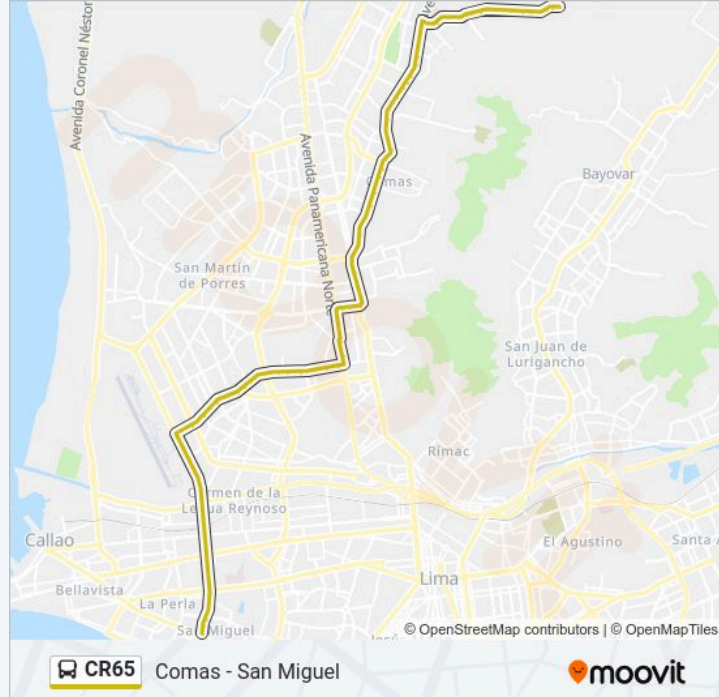 Avenida Coronel Néstor
Ave
Avenida Panamericana Norte
Comas
Bayovar
San Martín
de Porres
San Juan de
Lurigancho
Rímac
Carmen de la
Legua Reynoso
Callao
El Agustino
Santa A
Bellavista
Lima
La Perla
San Miguel
Jesú
© OpenStreetMap contributors | © OpenMapTiles
CR65 Comas - San Miguel
moovit